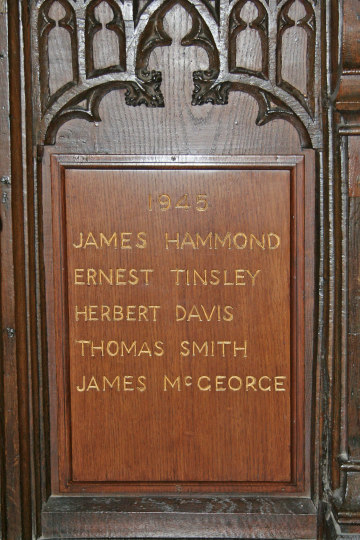 1945
JAMES HAMMOND
ERNEST TINSLEY
HERBERT DAVIS
THOMAS SMITH
JAMES McGEORGE